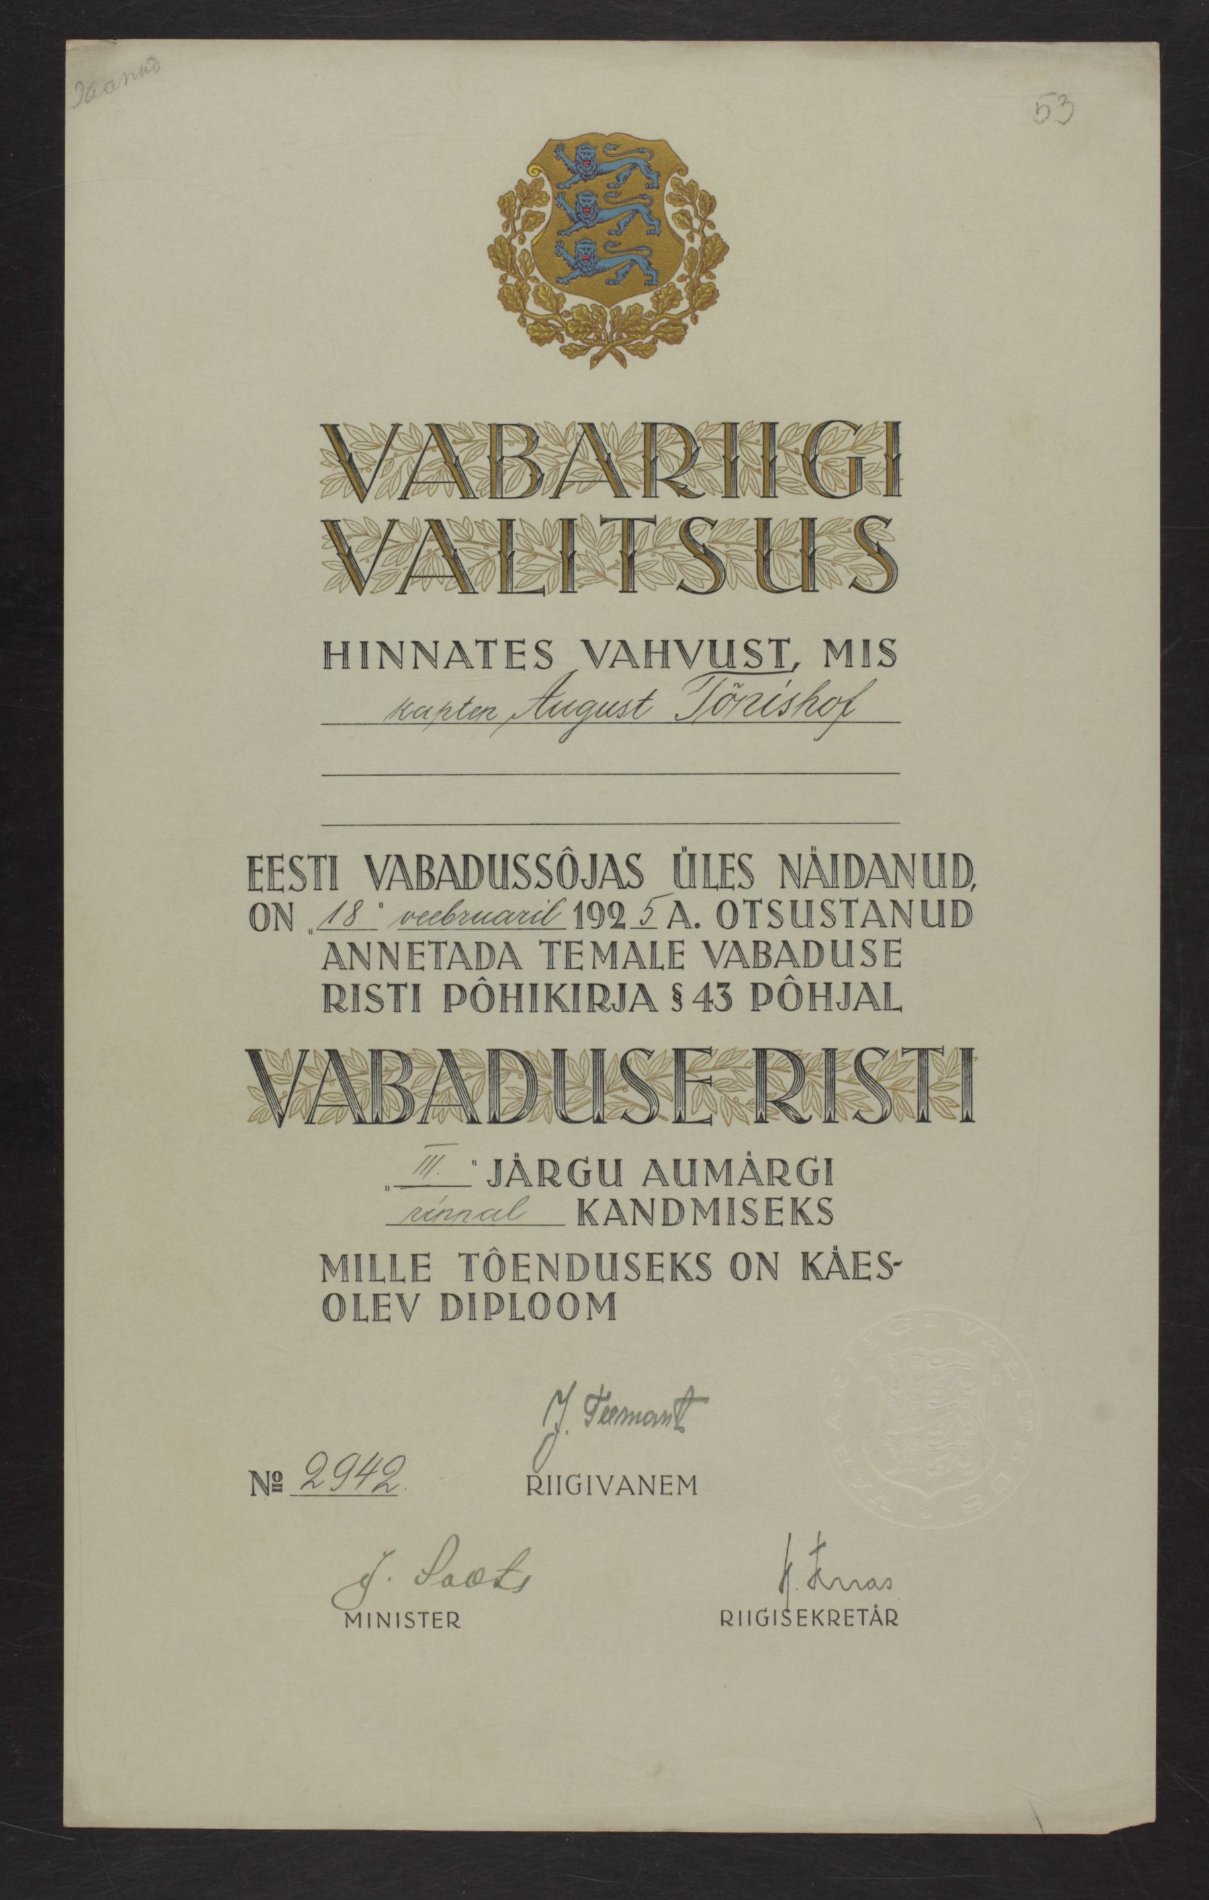 53
VABARIIGI
VALITSUS
HINNATES VAHVUST, MIS
kapten August Tõnishof
EESTI VABADUSSÕJAS ÜLES NÄIDANUD,
ON „18" veebruaril 1925 A. OTSUSTANUD
ANNETADA TEMALE VABADUSE
RISTI PÕHIKIRJA § 43 PÕHJAL
VABADUSE RISTI
„III." JÄRGU AUMÄRGI
rinnal KANDMISEKS
MILLE TÕENDUSEKS ON KÄES-
OLEV DIPLOOM
J. Teemant
№ 2942. RIIGIVANEM
J. Soots
MINISTER
RIIGISEKRETÄR